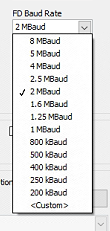 FD Baud Rate
2 MBaud
8 MBaud
5 MBaud
4 MBaud
2.5 MBaud
✓ 2 MBaud
1.6 MBaud
1.25 MBaud
1 MBaud
800 kBaud
500 kBaud
400 kBaud
250 kBaud
200 kBaud
<Custom>